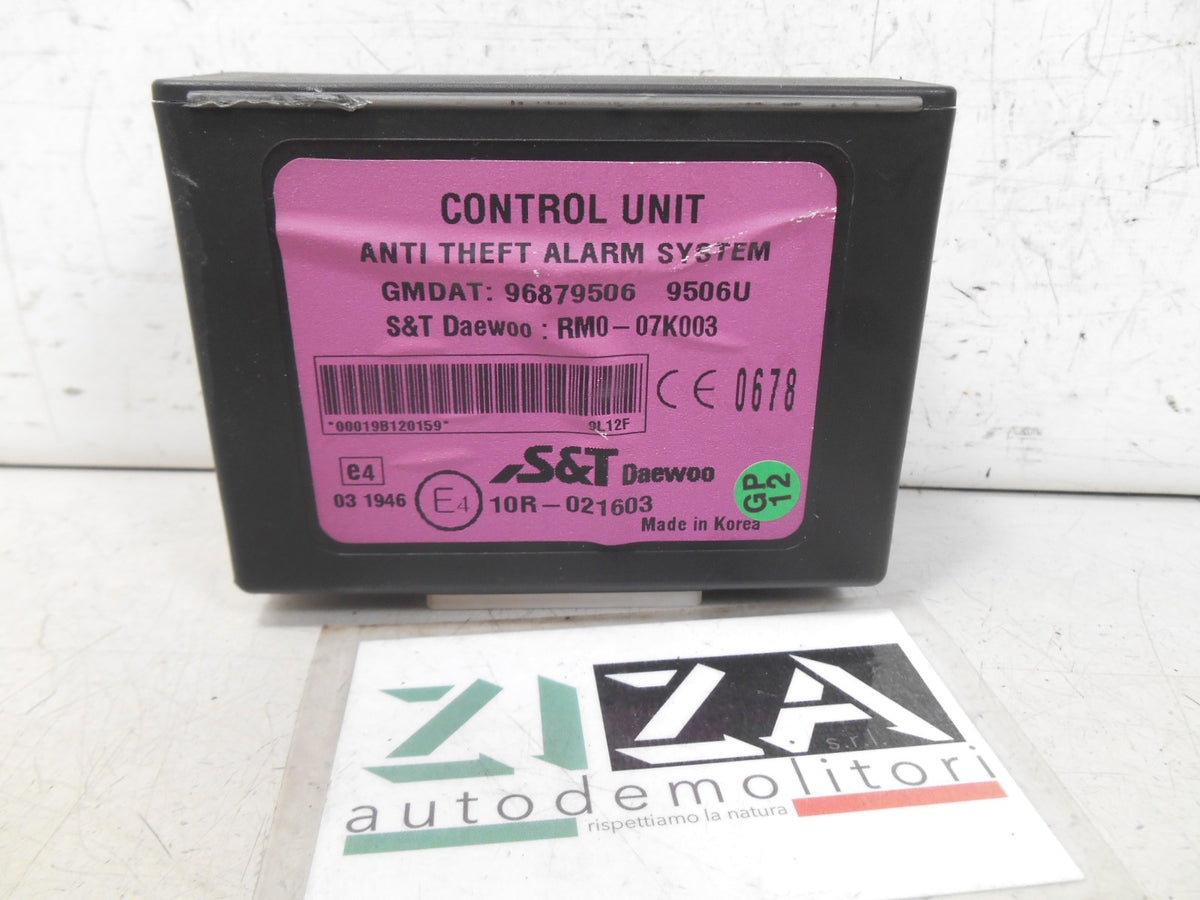 CONTROL UNIT
ANTI THEFT ALARM SYSTEM
GMDAT: 96879506 9506U
S&T Daewoo : RM0-07K003
*00019B120159* 9L12F
CE 0678
S&T Daewoo
e4
03 1946
E4
10R-021603
Made in Korea
GP
12
ZIZA
s.r.l.
autodemolitori
rispettiamo la natura